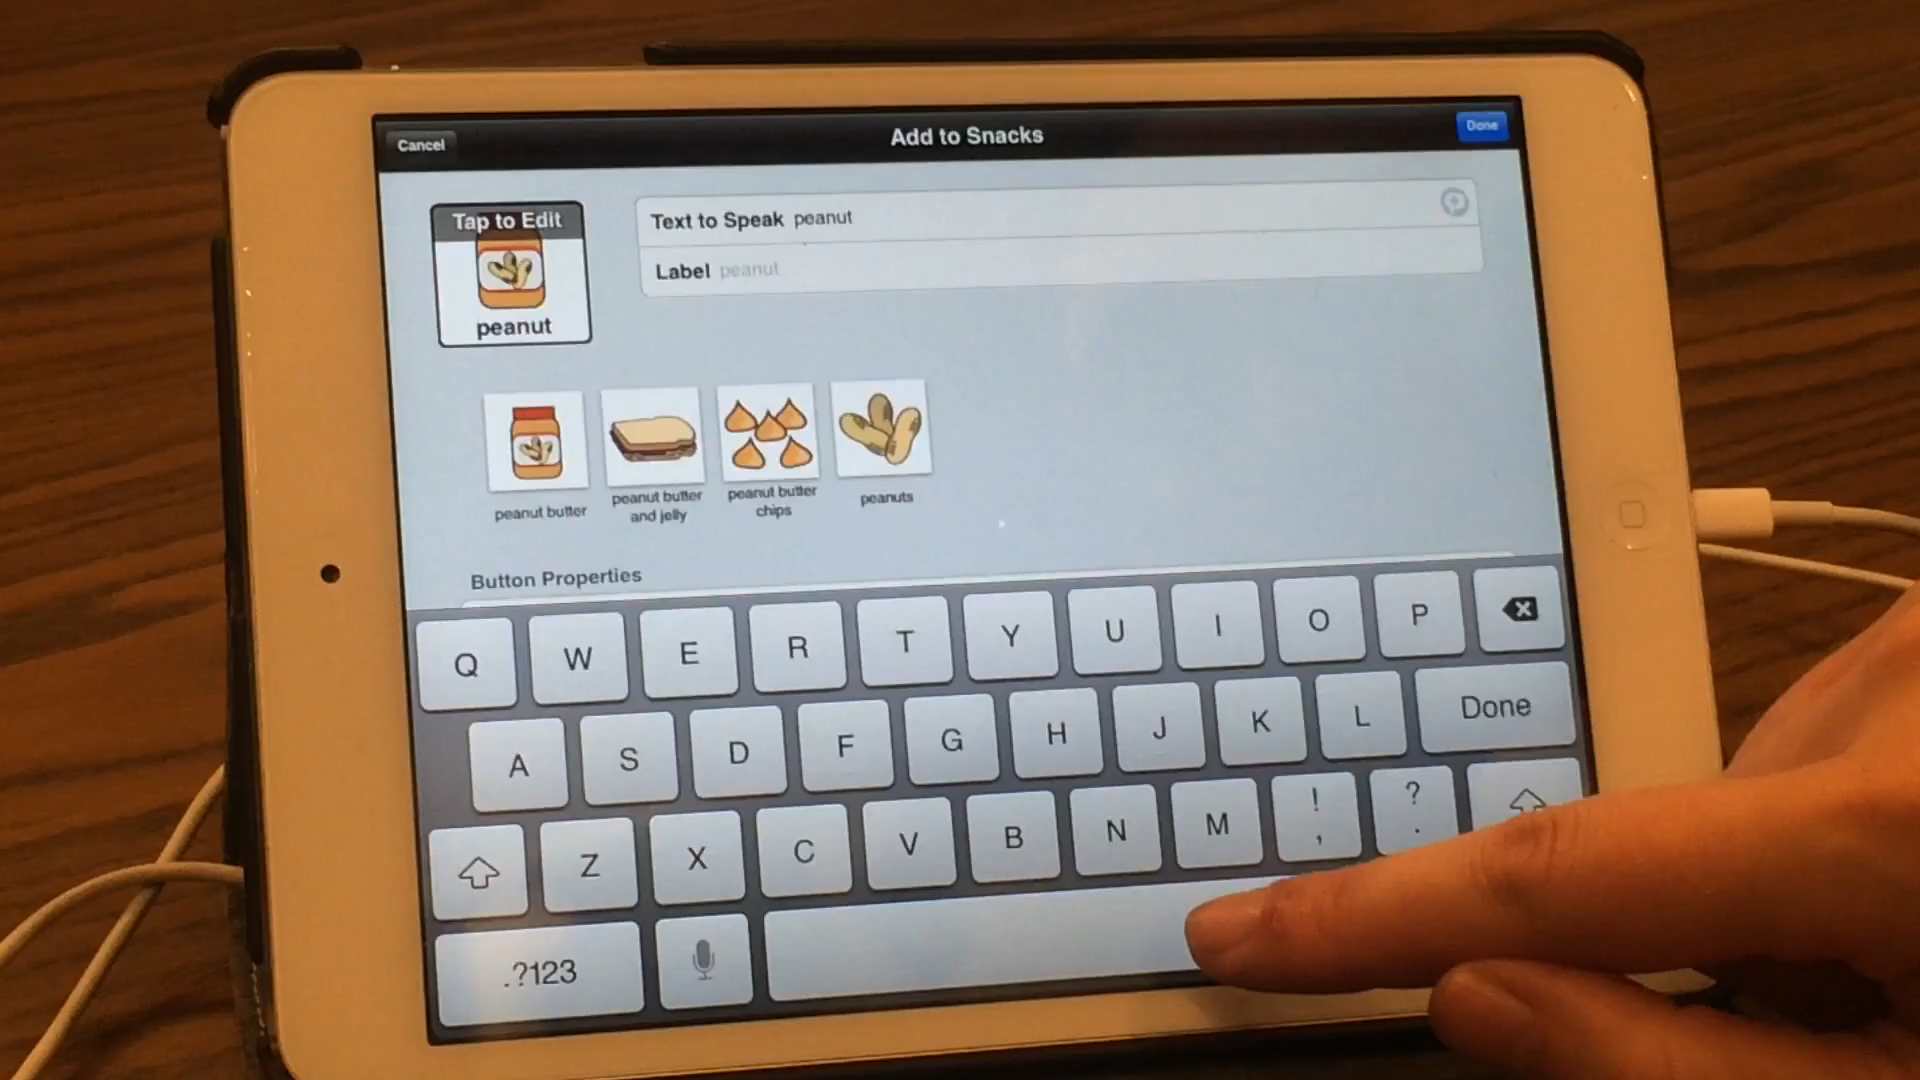 Cancel
Add to Snacks
Done
Tap to Edit
peanut
Text to Speak peanut
Label peanut
peanut butter
peanut butter
and jelly
peanut butter
chips
peanuts
Button Properties
Q W E R T Y U I O P
A S D F G H J K L Done
Z X C V B N M ! , ? .
.?123